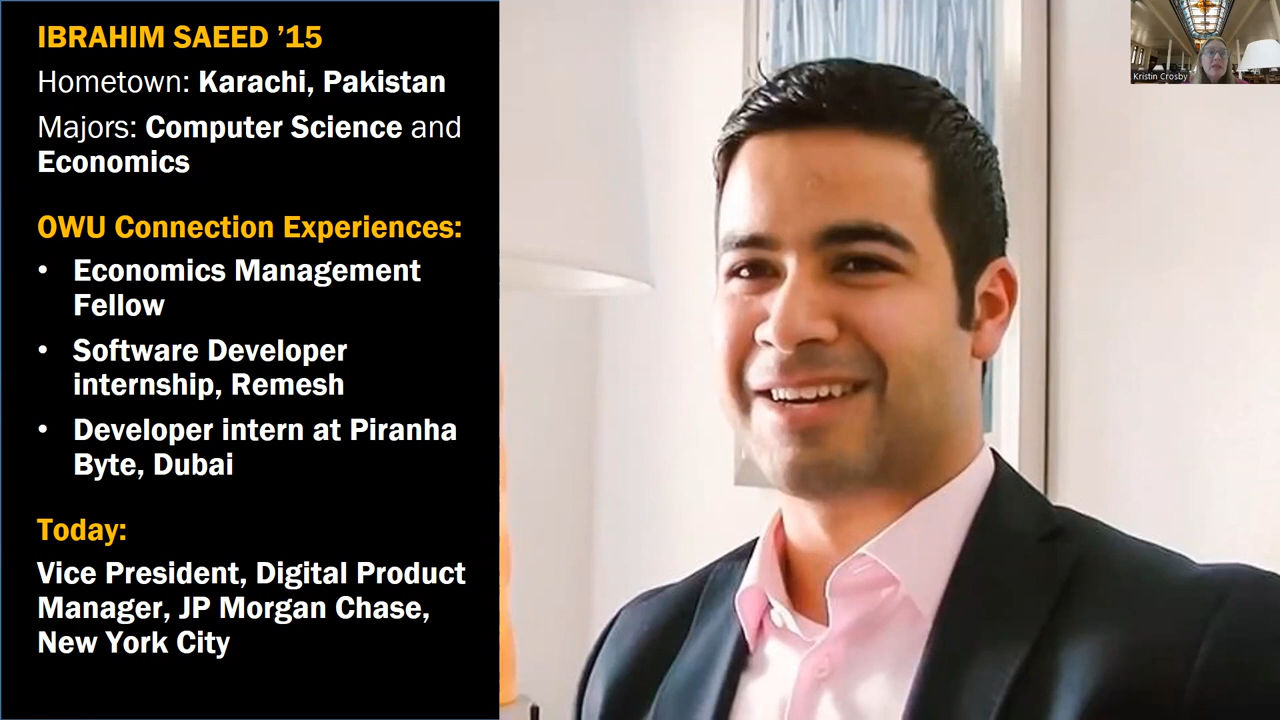 IBRAHIM SAEED ’15
Hometown: Karachi, Pakistan
Majors: Computer Science and
Economics
OWU Connection Experiences:
• Economics Management
Fellow
• Software Developer
internship, Remesh
• Developer intern at Piranha
Byte, Dubai
Today:
Vice President, Digital Product
Manager, JP Morgan Chase,
New York City
Kristin Crosby